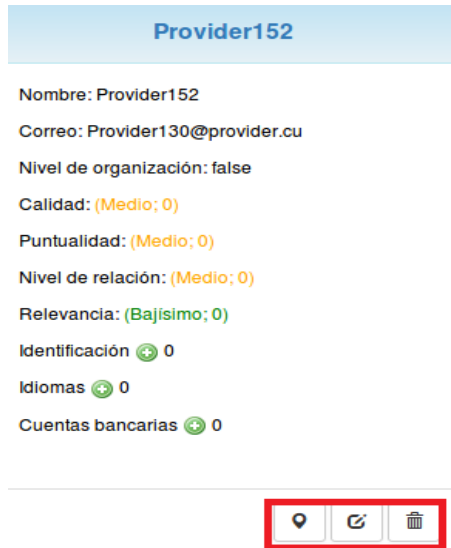 Provider152
Nombre: Provider152
Correo: Provider130@provider.cu
Nivel de organización: false
Calidad: (Medio; 0)
Puntualidad: (Medio; 0)
Nivel de relación: (Medio; 0)
Relevancia: (Bajísimo; 0)
Identificación 0
Idiomas 0
Cuentas bancarias 0